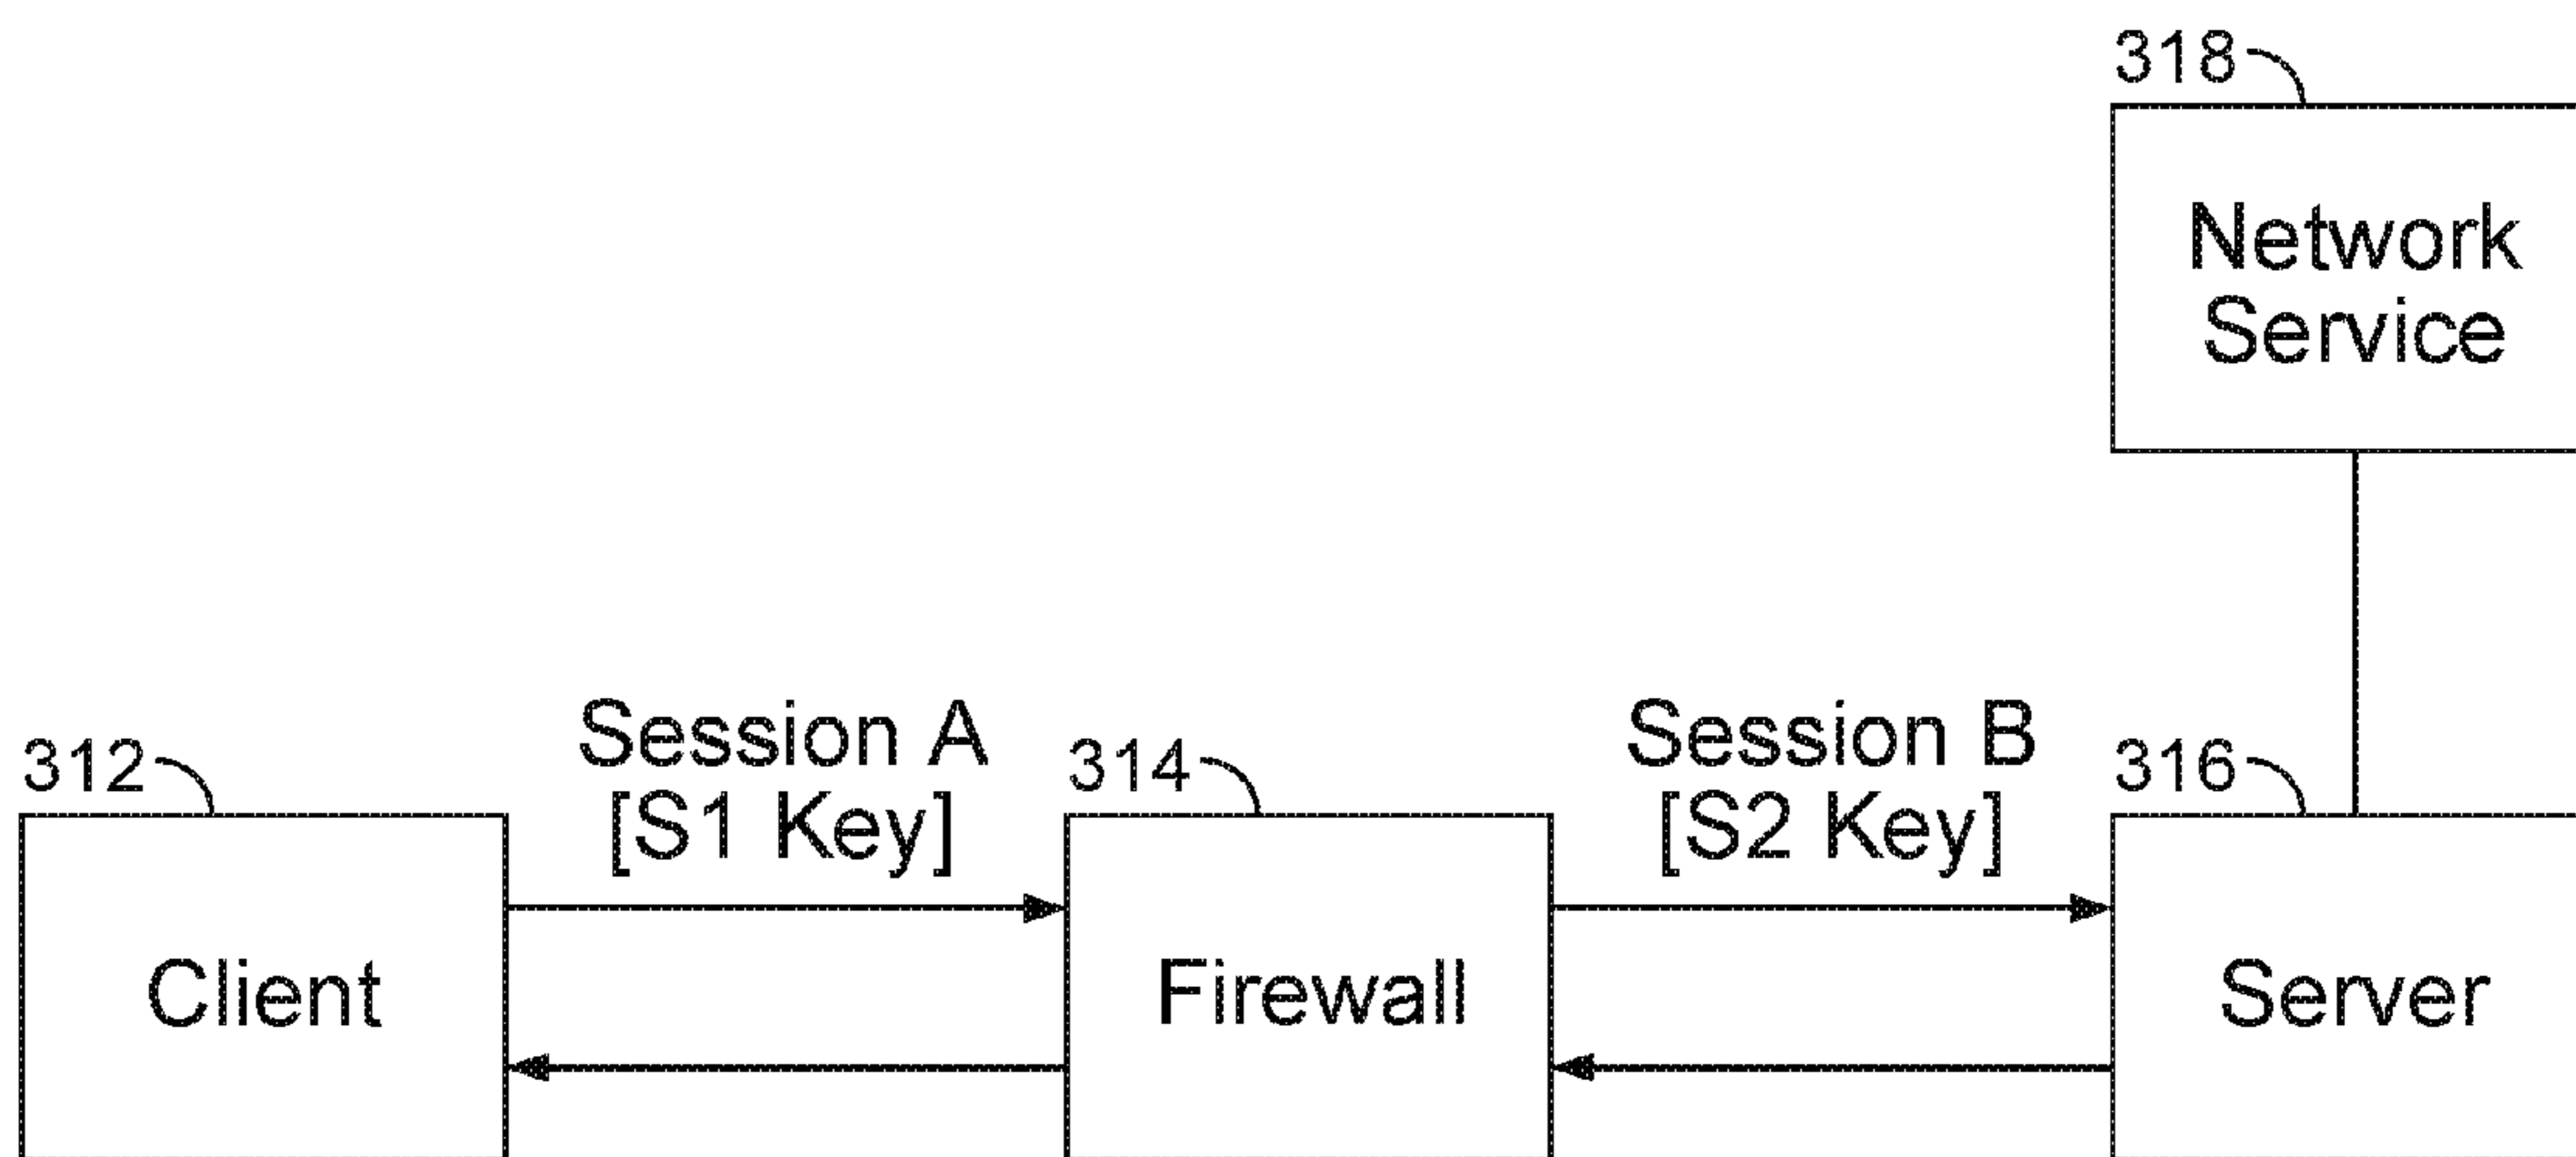 318
Network
Service
Session A
[S1 Key]
Session B
[S2 Key]
312
314
316
Client
Firewall
Server